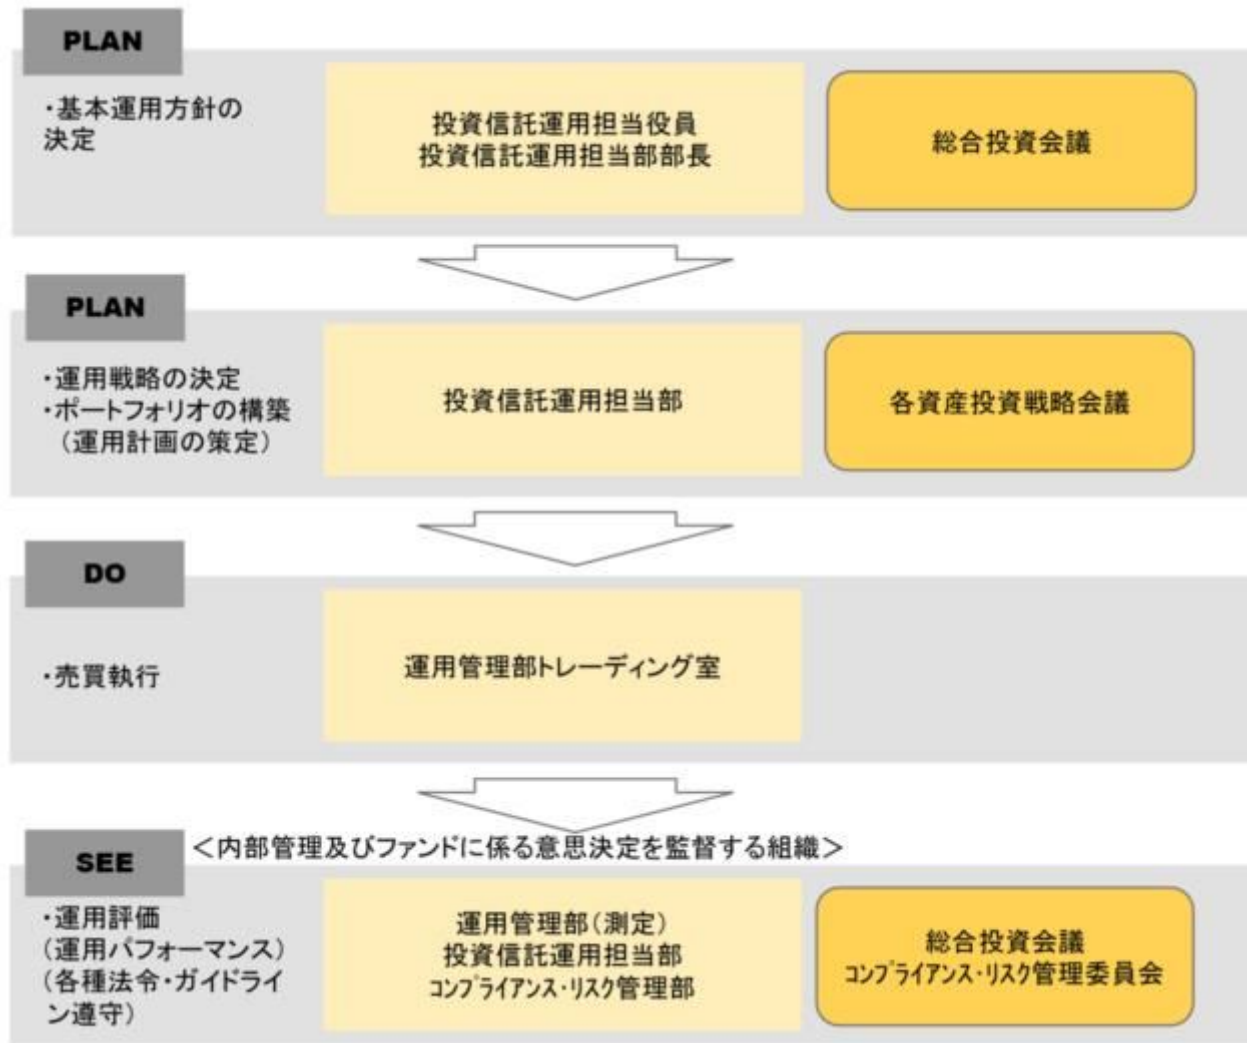 PLAN
・基本運用方針の
決定
投資信託運用担当役員
投資信託運用担当部部長
総合投資会議
PLAN
・運用戦略の決定
・ポートフォリオの構築
（運用計画の策定）
投資信託運用担当部
各資産投資戦略会議
DO
・売買執行
運用管理部トレーディング室
SEE
＜内部管理及びファンドに係る意思決定を監督する組織＞
・運用評価
(運用パフォーマンス)
(各種法令・ガイドライ
ン遵守)
運用管理部(測定)
投資信託運用担当部
ｺﾝﾌﾟﾗｲｱﾝｽ・ﾘｽｸ管理部
総合投資会議
ｺﾝﾌﾟﾗｲｱﾝｽ・ﾘｽｸ管理委員会